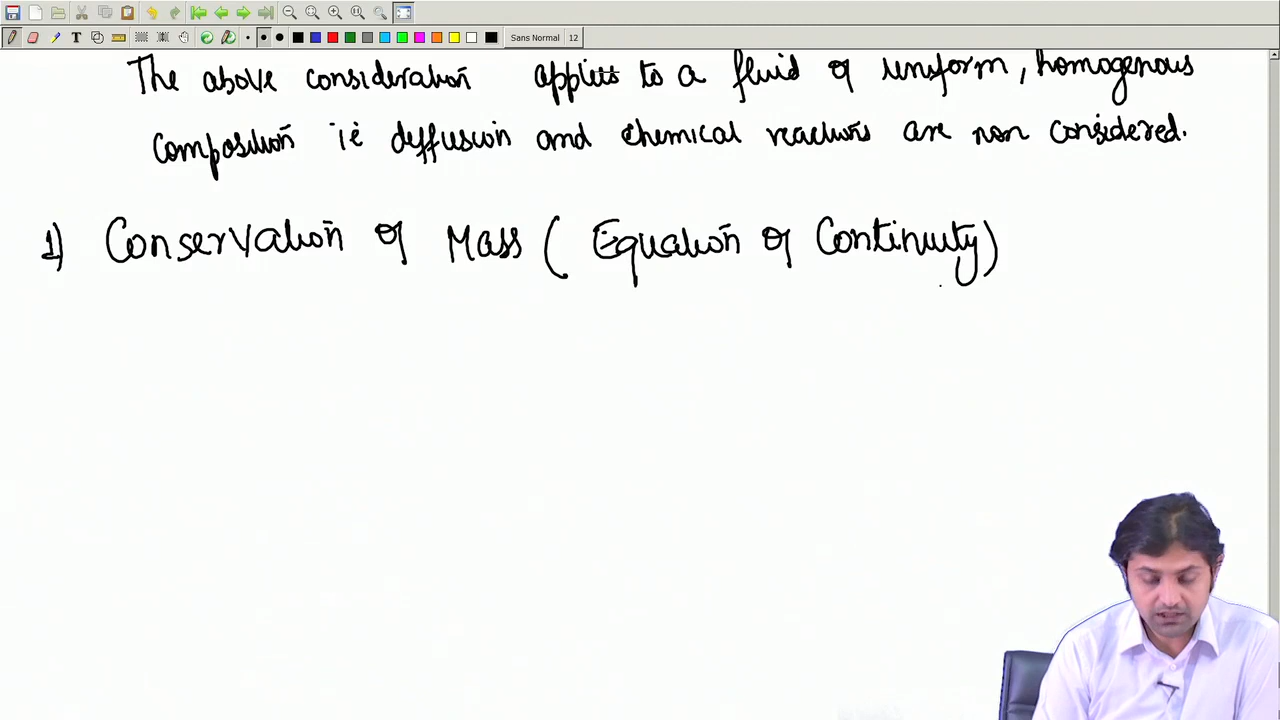 Sans Normal 12
The above consideration applies to a fluid of uniform, homogenous
composition ie diffusion and chemical reactions are non considered.
1) Conservation of Mass ( Equation of Continuity)